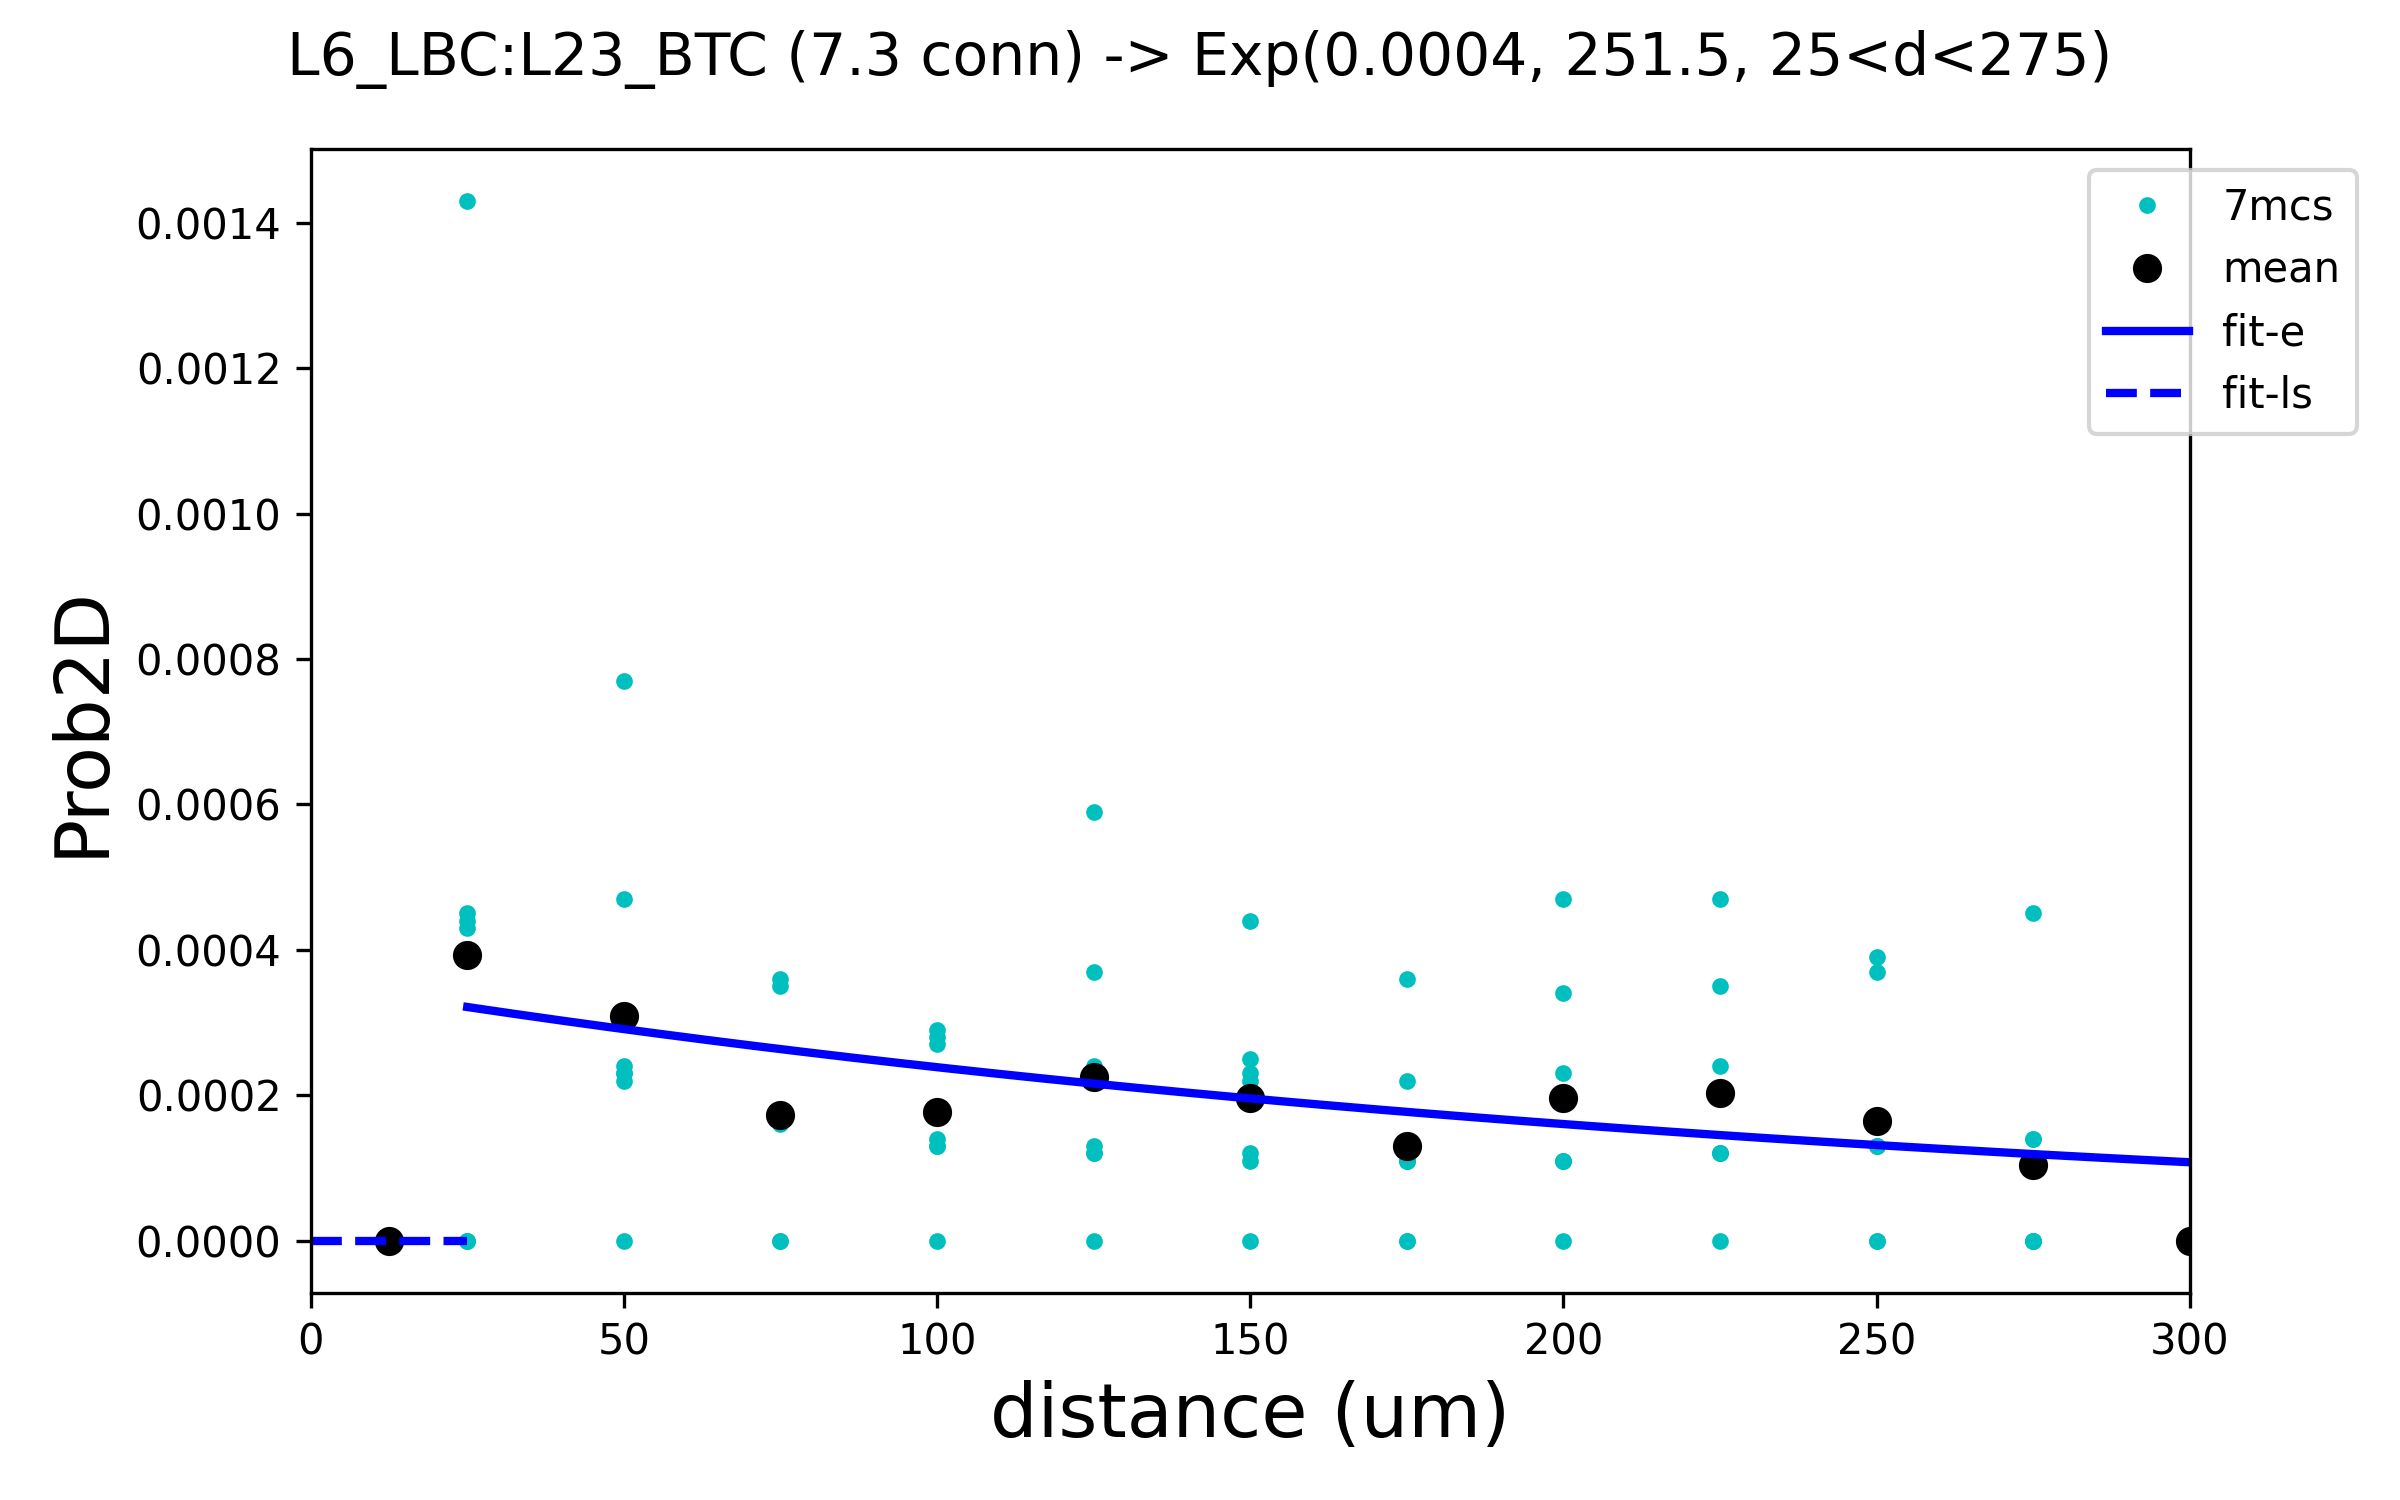 L6_LBC:L23_BTC (7.3 conn) -> Exp(0.0004, 251.5, 25<d<275)
7mcs
mean
fit-e
fit-ls
Prob2D
0.0014
0.0012
0.0010
0.0008
0.0006
0.0004
0.0002
0.0000
0 50 100 150 200 250 300
distance (um)